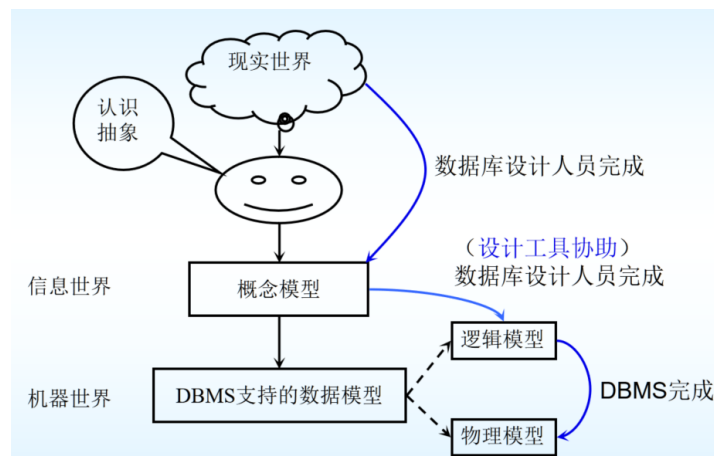 现实世界
认识
抽象
数据库设计人员完成
（设计工具协助）
数据库设计人员完成
信息世界
概念模型
逻辑模型
机器世界
DBMS支持的数据模型
DBMS完成
物理模型